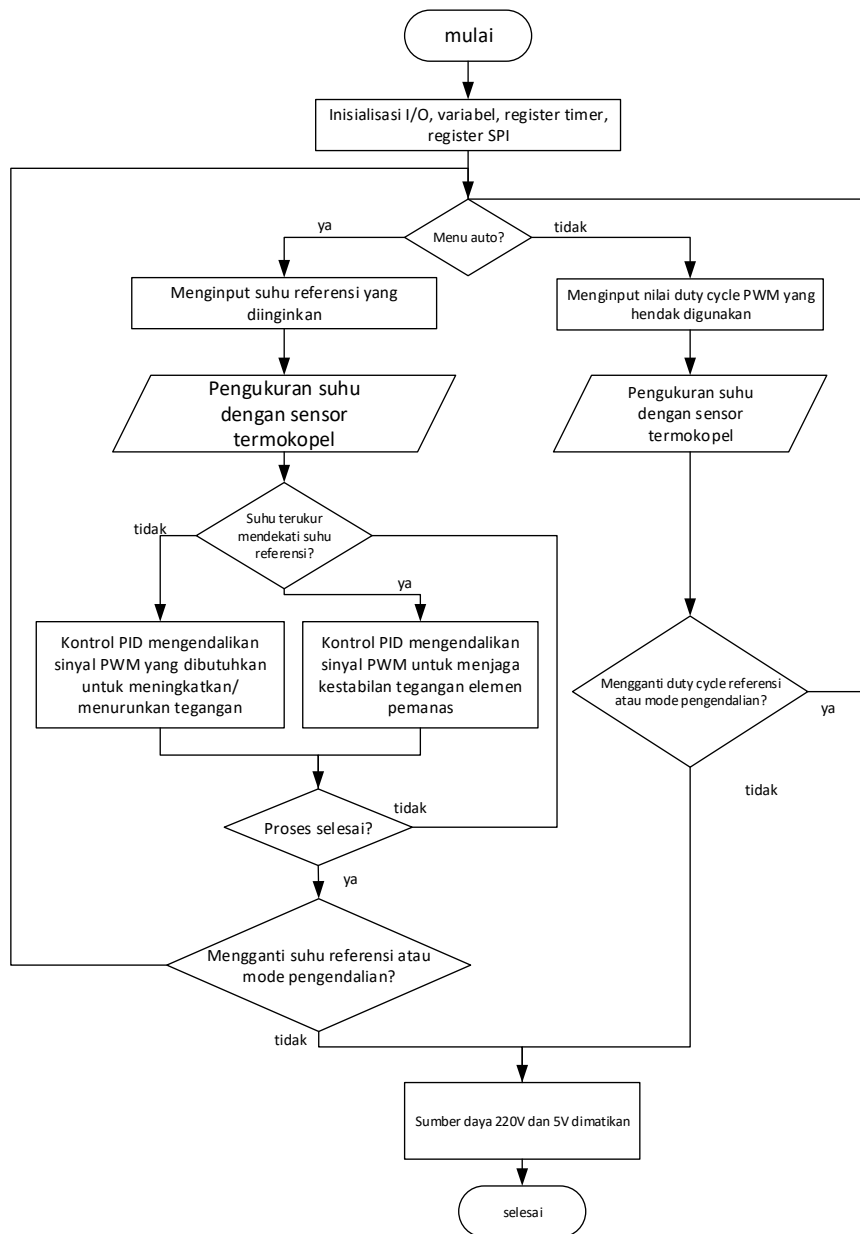 mulai
Inisialisasi I/O, variabel, register timer,
register SPI
Menu auto?
ya
tidak
Menginput suhu referensi yang
diinginkan
Menginput nilai duty cycle PWM yang
hendak digunakan
Pengukuran suhu
dengan sensor
termokopel
Pengukuran suhu
dengan sensor
termokopel
Suhu terukur
mendekati suhu
referensi?
tidak
ya
Kontrol PID mengendalikan
sinyal PWM yang dibutuhkan
untuk meningkatkan/
menurunkan tegangan
Kontrol PID mengendalikan
sinyal PWM untuk menjaga
kestabilan tegangan elemen
pemanas
Mengganti duty cycle referensi
atau mode pengendalian?
ya
tidak
Proses selesai?
tidak
ya
Mengganti suhu referensi atau
mode pengendalian?
tidak
Sumber daya 220V dan 5V dimatikan
selesai